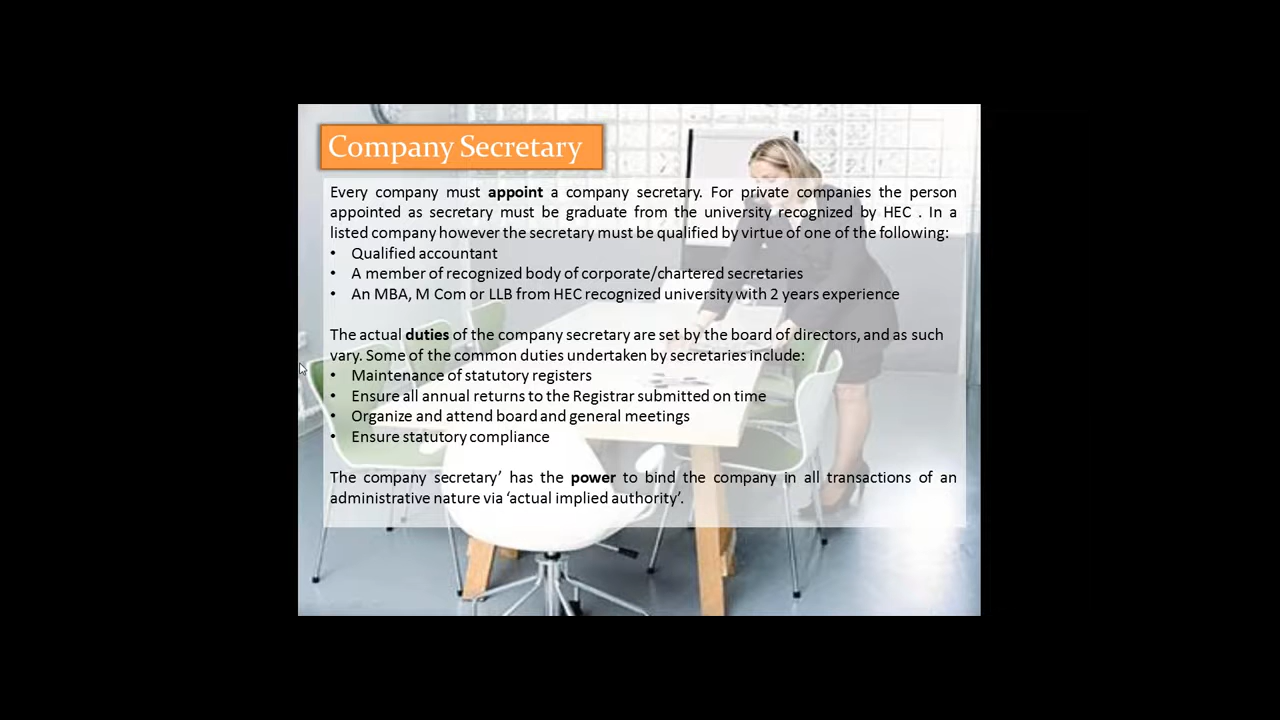 Company Secretary
Every company must appoint a company secretary. For private companies the person
appointed as secretary must be graduate from the university recognized by HEC . In a
listed company however the secretary must be qualified by virtue of one of the following:
• Qualified accountant
• A member of recognized body of corporate/chartered secretaries
• An MBA, M Com or LLB from HEC recognized university with 2 years experience
The actual duties of the company secretary are set by the board of directors, and as such
vary. Some of the common duties undertaken by secretaries include:
• Maintenance of statutory registers
• Ensure all annual returns to the Registrar submitted on time
• Organize and attend board and general meetings
• Ensure statutory compliance
The company secretary’ has the power to bind the company in all transactions of an
administrative nature via ‘actual implied authority’.